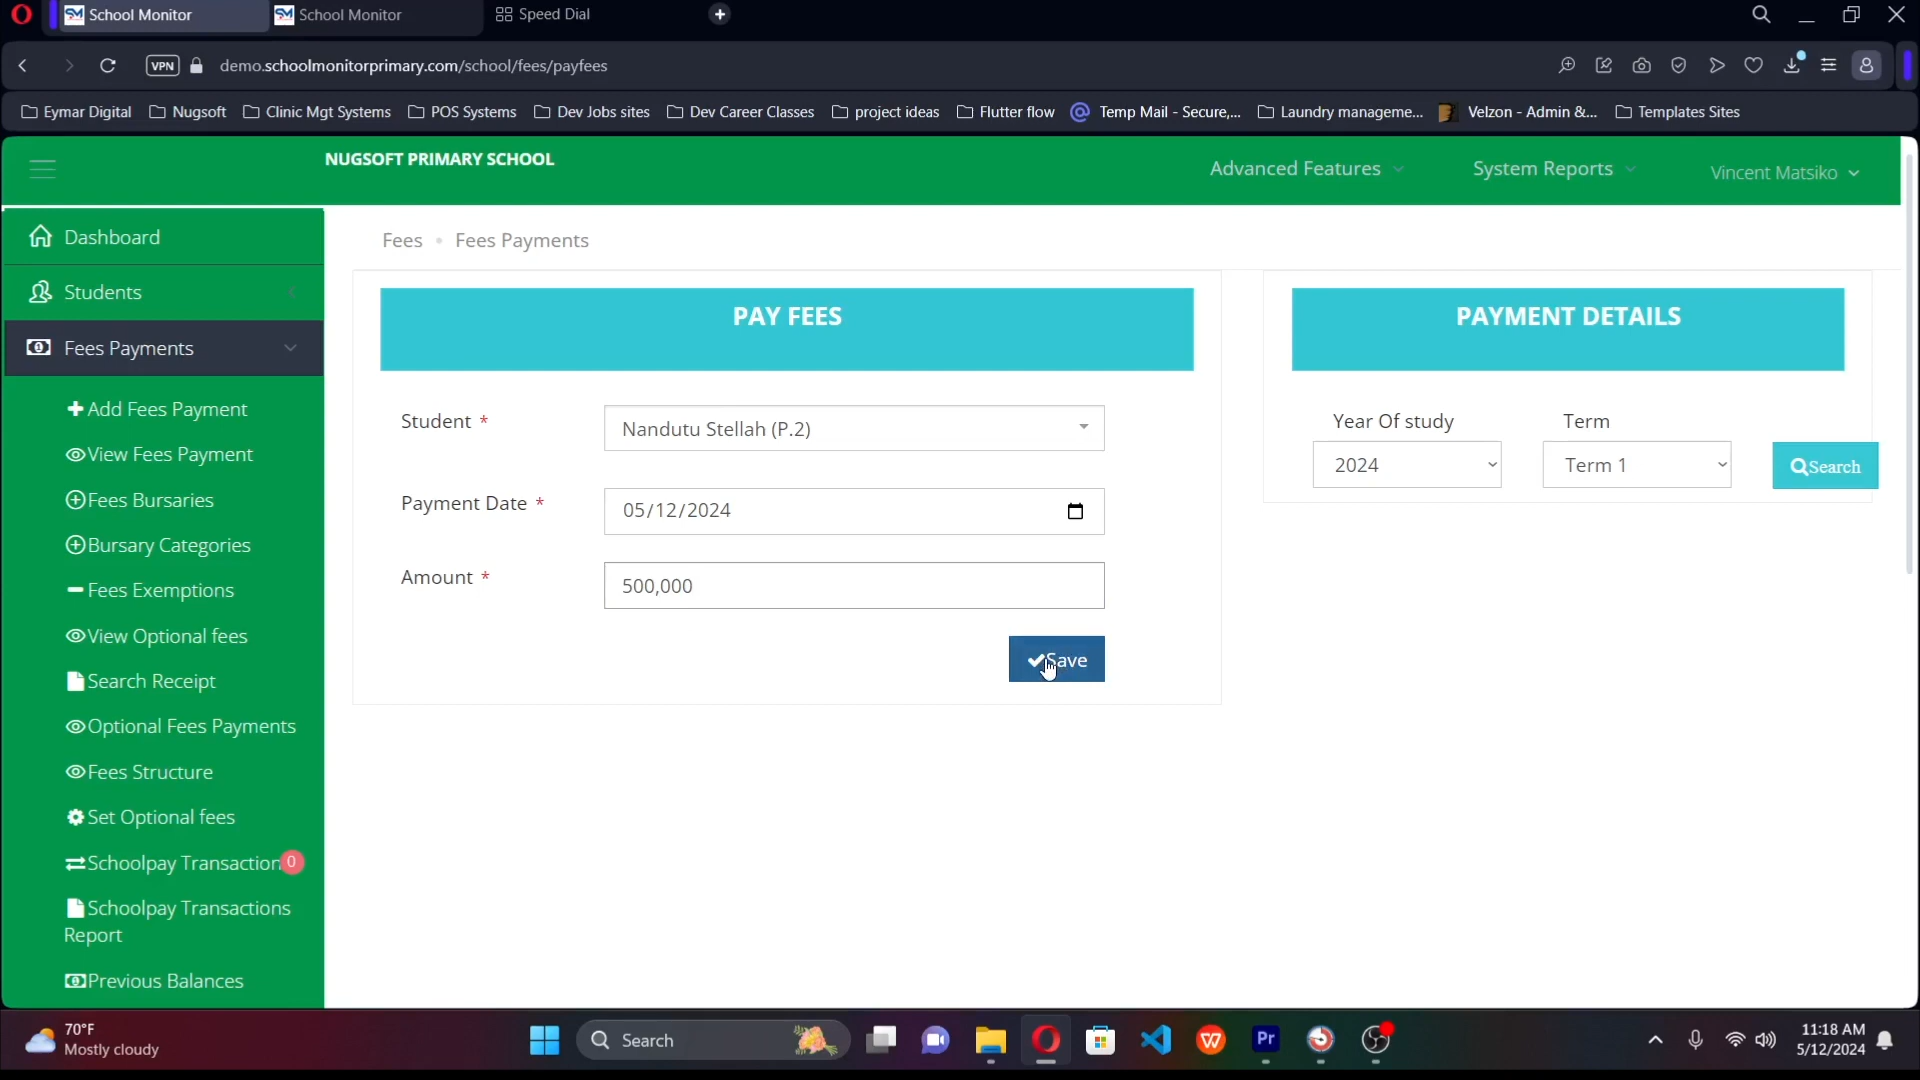 School Monitor
School Monitor
Speed Dial
VPN
demo.schoolmonitorprimary.com/school/fees/payfees
Eymar Digital
Nugsoft
Clinic Mgt Systems
POS Systems
Dev Jobs sites
Dev Career Classes
project ideas
Flutter flow
Temp Mail - Secure,...
Laundry manageme...
Velzon - Admin &...
Templates Sites
NUGSOFT PRIMARY SCHOOL
Advanced Features
System Reports
Vincent Matsiko
Dashboard
Students
Fees Payments
Add Fees Payment
View Fees Payment
Fees Bursaries
Bursary Categories
Fees Exemptions
View Optional fees
Search Receipt
Optional Fees Payments
Fees Structure
Set Optional fees
Schoolpay Transaction 0
Schoolpay Transactions
Report
Previous Balances
Fees • Fees Payments
PAY FEES
Student *
Nandutu Stellah (P.2)
Payment Date *
05/12/2024
Amount *
500,000
Save
PAYMENT DETAILS
Year Of study
Term
2024
Term 1
Search
70°F
Mostly cloudy
Search
Pr
11:18 AM
5/12/2024